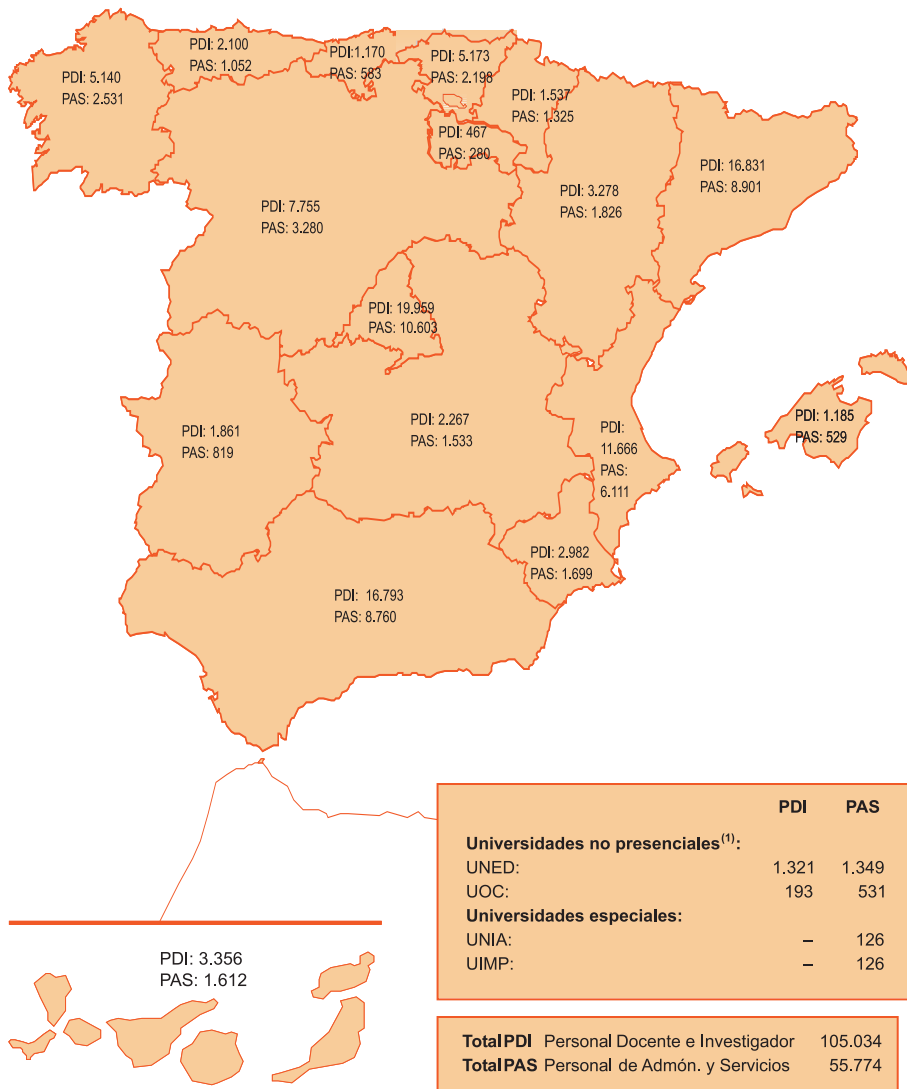 PDI: 2.100
PAS: 1.052
PDI:1.170
PAS: 583
PDI: 5.173
PAS: 2.198
PDI: 5.140
PAS: 2.531
PDI: 1.537
PAS: 1.325
PDI: 467
PAS: 280
PDI: 16.831
PAS: 8.901
PDI: 3.278
PAS: 1.826
PDI: 7.755
PAS: 3.280
PDI: 19.959
PAS: 10.603
PDI: 1.185
PAS: 529
PDI: 1.861
PAS: 819
PDI: 2.267
PAS: 1.533
PDI:
11.666
PAS:
6.111
PDI: 2.982
PAS: 1.699
PDI: 16.793
PAS: 8.760
PDI PAS
Universidades no presenciales(1):
UNED: 1.321 1.349
UOC: 193 531
Universidades especiales:
UNIA: – 126
UIMP: – 126
PDI: 3.356
PAS: 1.612
TotalPDI Personal Docente e Investigador 105.034
TotalPAS Personal de Admón. y Servicios 55.774